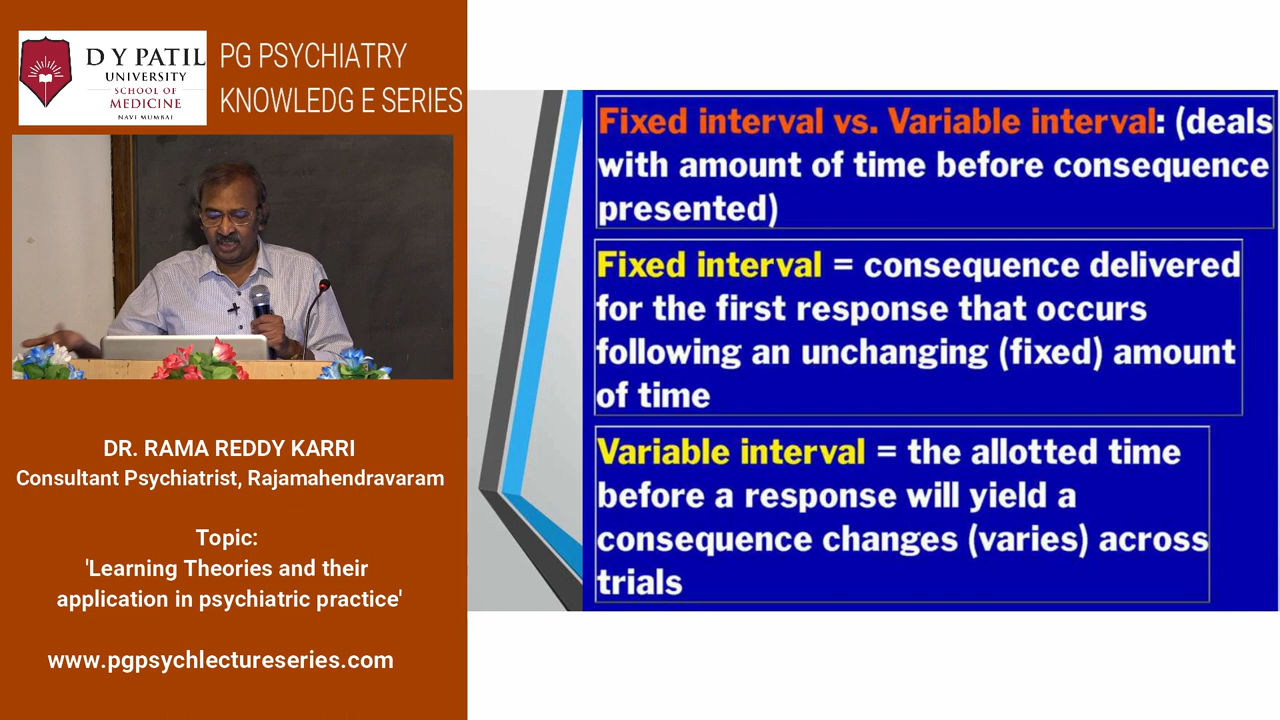 D Y PATIL
UNIVERSITY
SCHOOL OF
MEDICINE
NAVI MUMBAI
PG PSYCHIATRY
KNOWLEDG E SERIES
DR. RAMA REDDY KARRI
Consultant Psychiatrist, Rajamahendravaram
Topic:
'Learning Theories and their
application in psychiatric practice'
www.pgpsychlectureseries.com
Fixed interval vs. Variable interval: (deals
with amount of time before consequence
presented)
Fixed interval = consequence delivered
for the first response that occurs
following an unchanging (fixed) amount
of time
Variable interval = the allotted time
before a response will yield a
consequence changes (varies) across
trials